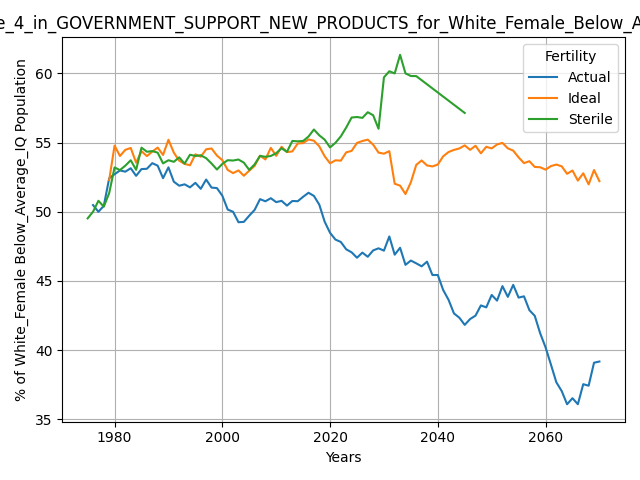 e_4_in_GOVERNMENT_SUPPORT_NEW_PRODUCTS_for_White_Female_Below_A
Fertility
Actual
Ideal
Sterile
% of White_Female Below_Average_IQ Population
60
55
50
45
40
35
1980
2000
2020
2040
2060
Years